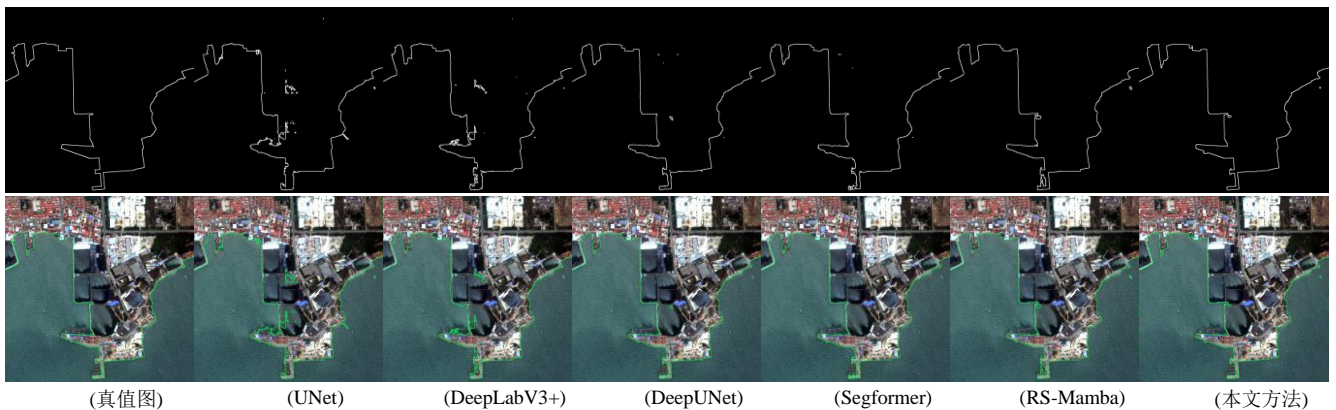 (真值图) (UNet) (DeepLabV3+) (DeepUNet) (Segformer) (RS-Mamba) (本文方法)